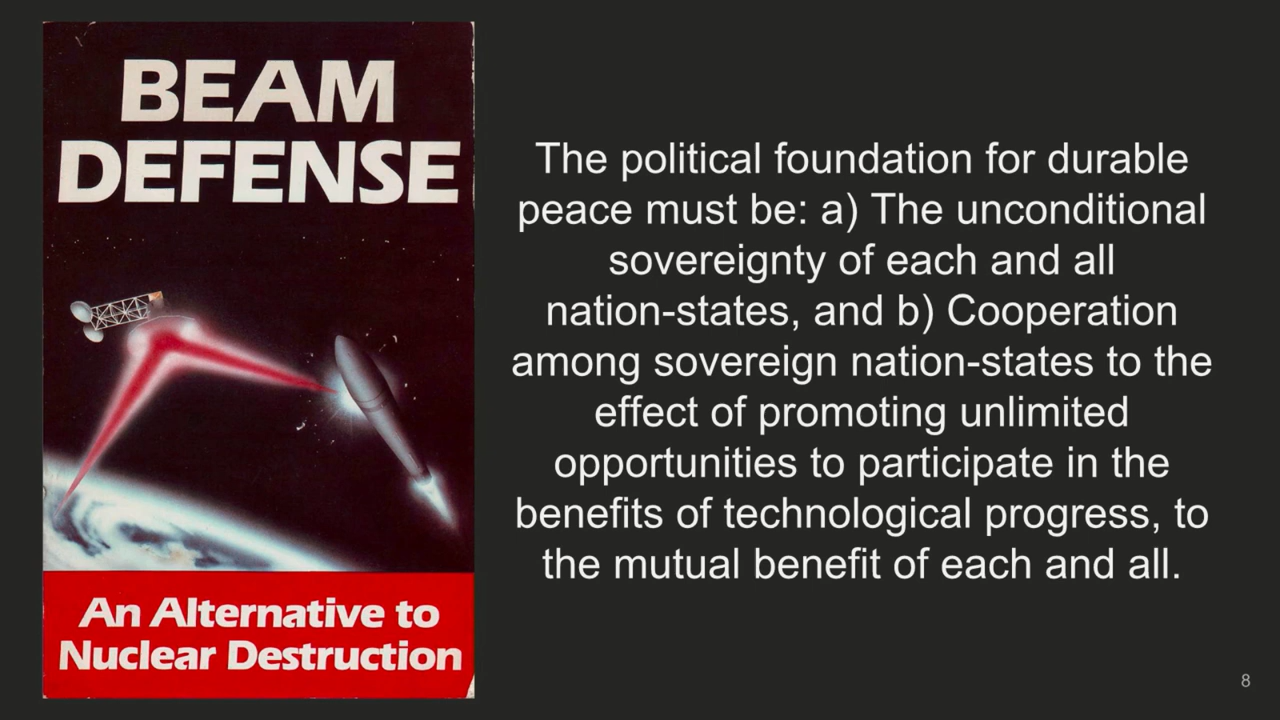 BEAM
DEFENSE
An Alternative to
Nuclear Destruction
The political foundation for durable
peace must be: a) The unconditional
sovereignty of each and all
nation-states, and b) Cooperation
among sovereign nation-states to the
effect of promoting unlimited
opportunities to participate in the
benefits of technological progress, to
the mutual benefit of each and all.
8